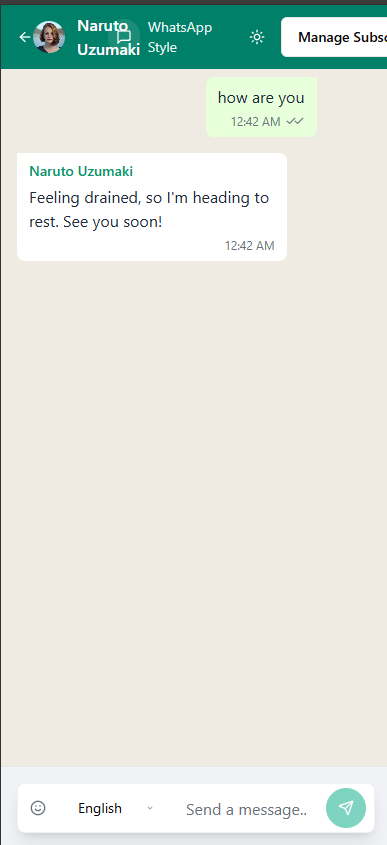 Naruto
Uzumaki
WhatsApp
Style
Manage Subsc
how are you
12:42 AM
Naruto Uzumaki
Feeling drained, so I'm heading to
rest. See you soon!
12:42 AM
English
Send a message..